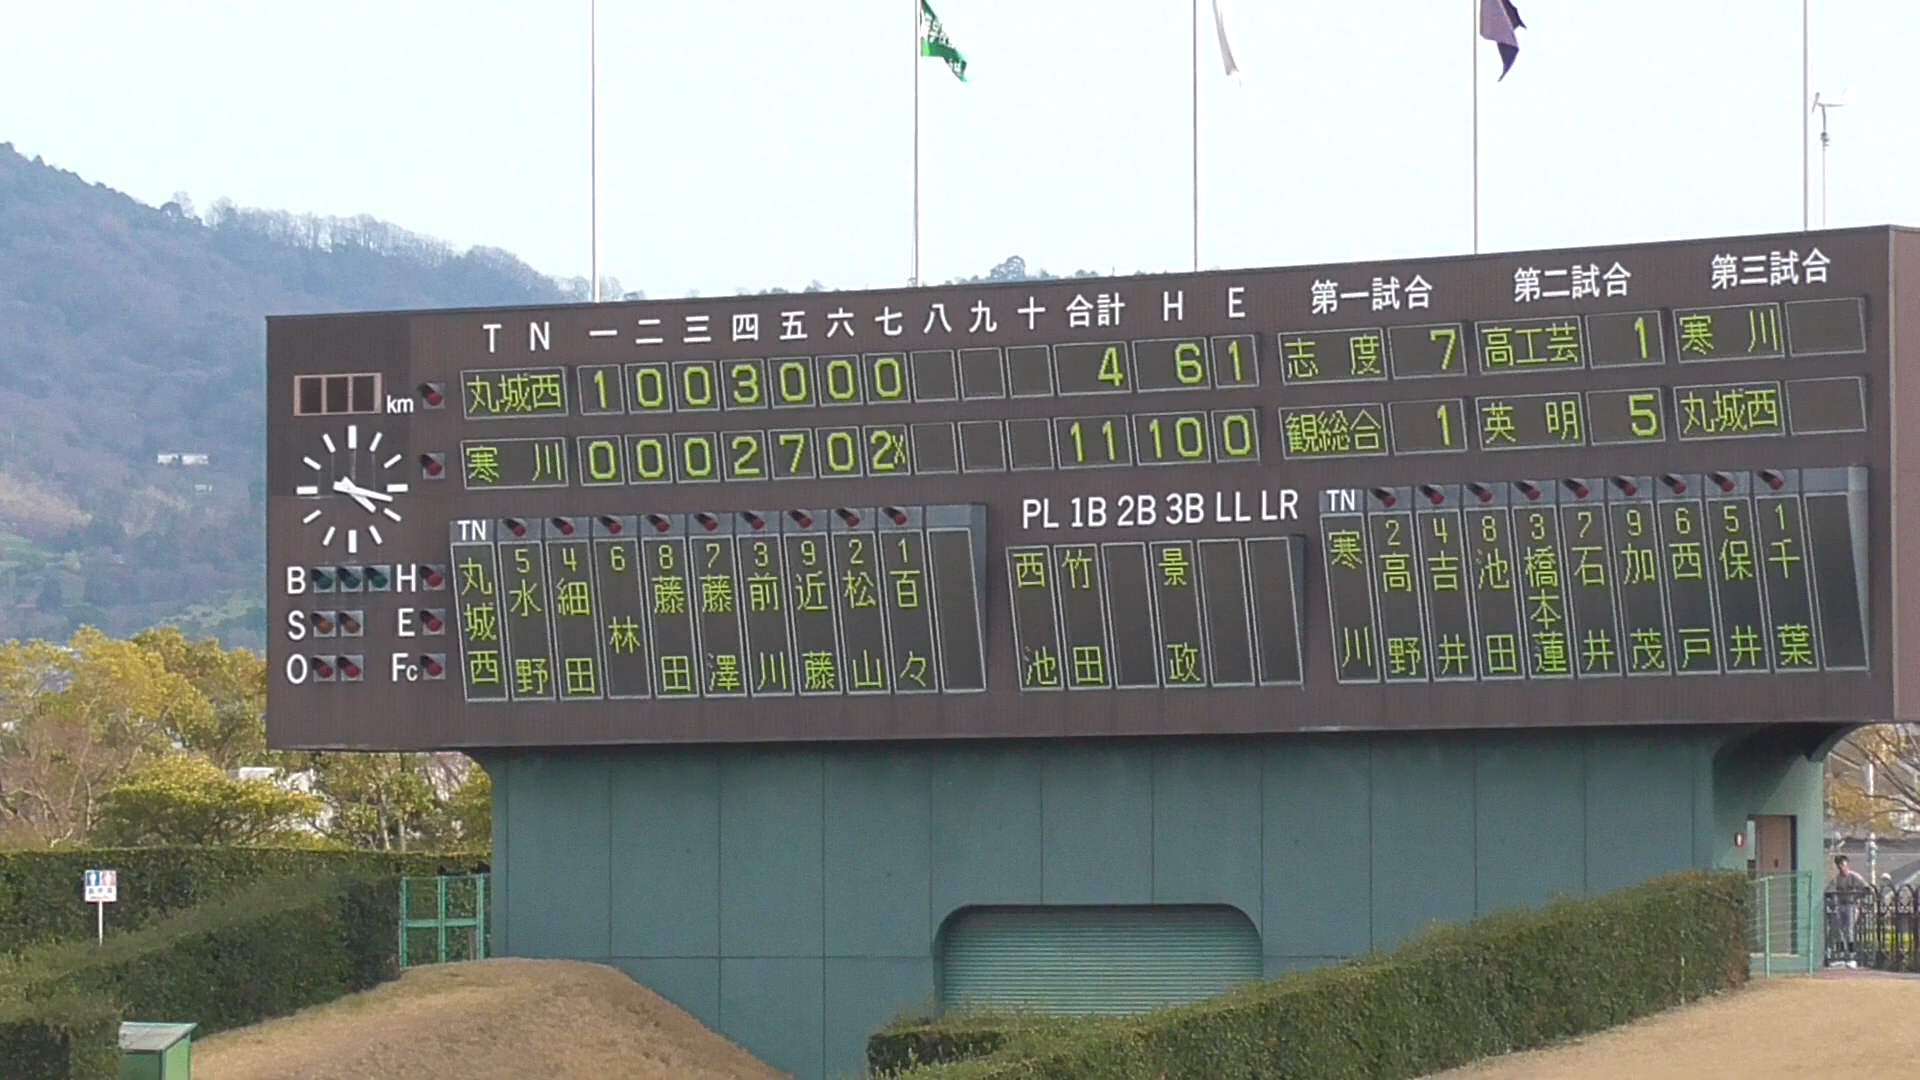 T N 一 二 三 四 五 六 七 八 九 十 合計 H E 第一試合 第二試合 第三試合
丸城西 1 0 0 3 0 0 0 4 6 1 志度 7 高工芸 1 寒川
km
寒川 0 0 0 2 7 0 2X 11 10 0 観総合 1 英明 5 丸城西
B H
S E
O Fc
TN
丸城西
5 水野
4 細田
6 林
8 藤田
7 藤澤
3 前川
9 近藤
2 松山
1 百々
PL 1B 2B 3B LL LR
西池
竹田
景政
TN
寒川
2 高野
4 吉井
8 池田
3 橋本蓮
7 石井
9 加茂
6 西戸
5 保井
1 千葉